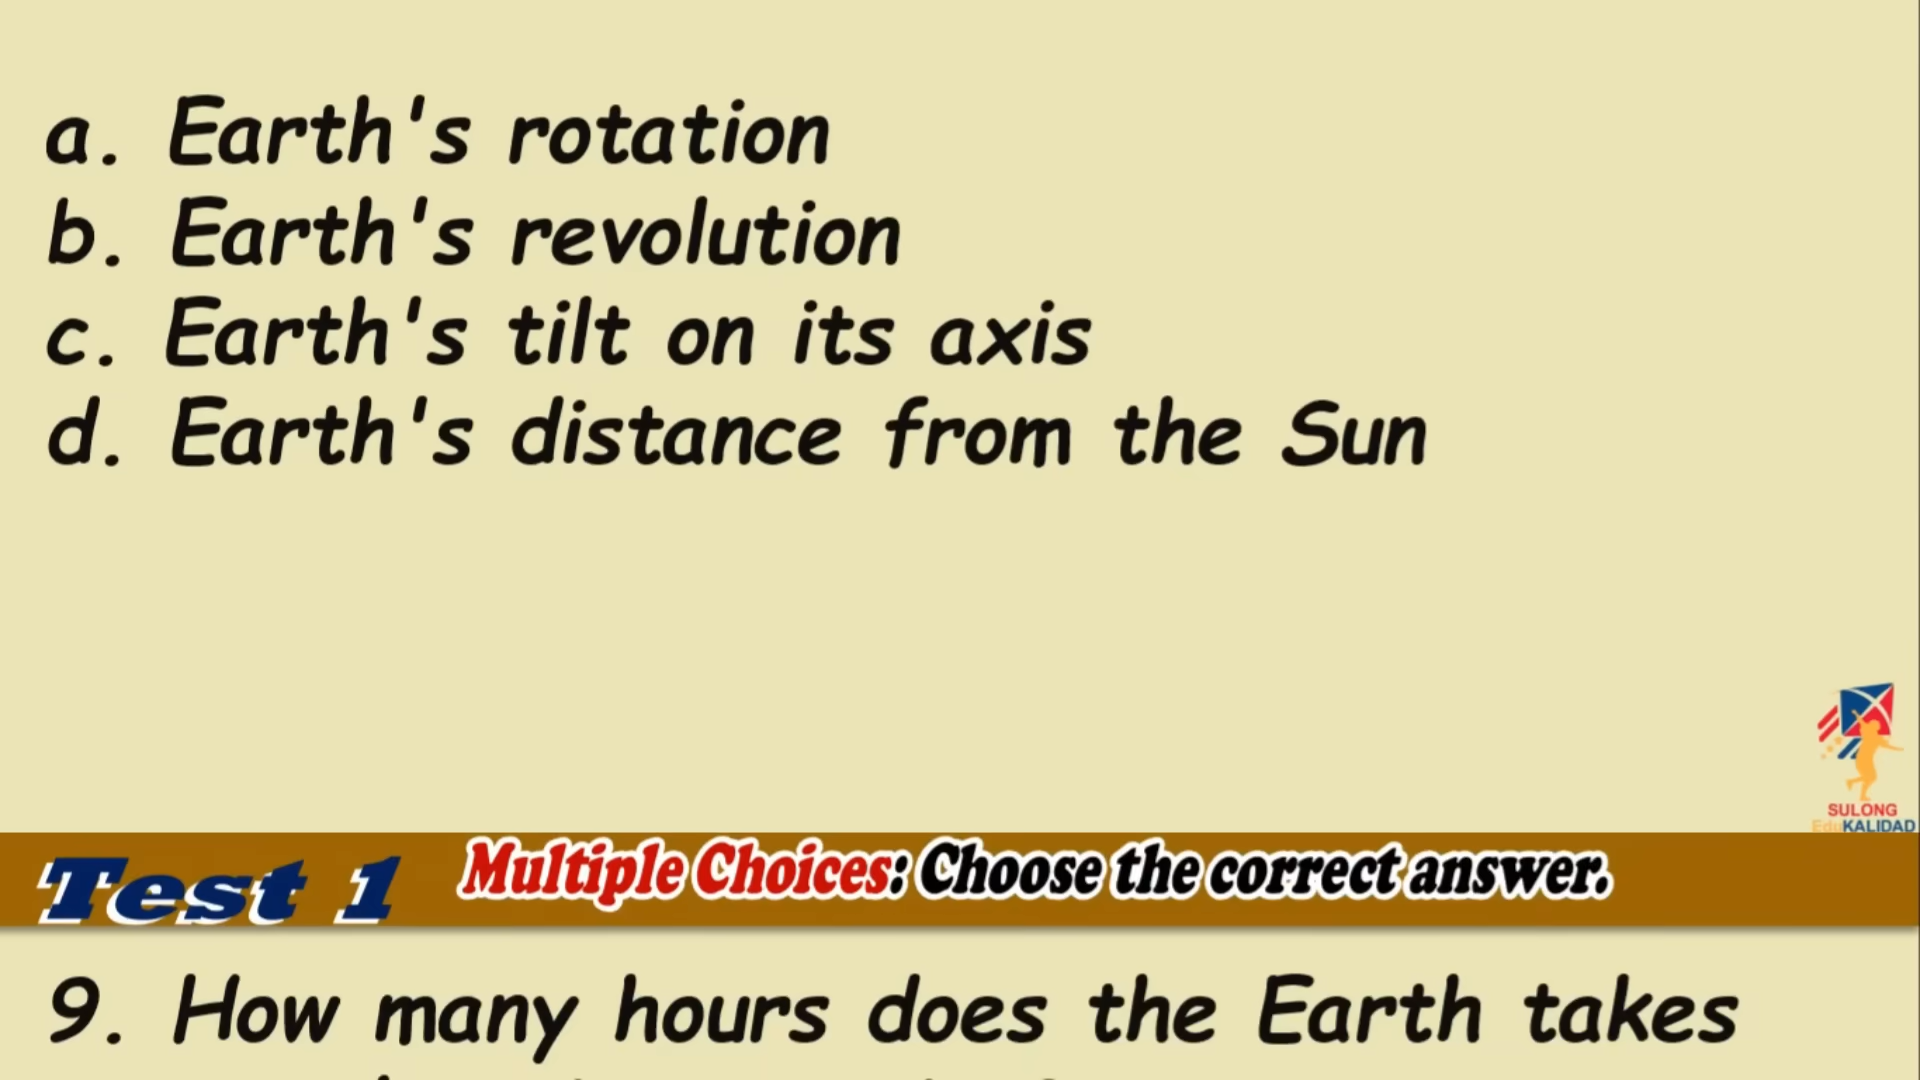 a. Earth's rotation
b. Earth's revolution
c. Earth's tilt on its axis
d. Earth's distance from the Sun
SULONG
EduKALIDAD
Test 1 Multiple Choices: Choose the correct answer.
9. How many hours does the Earth takes